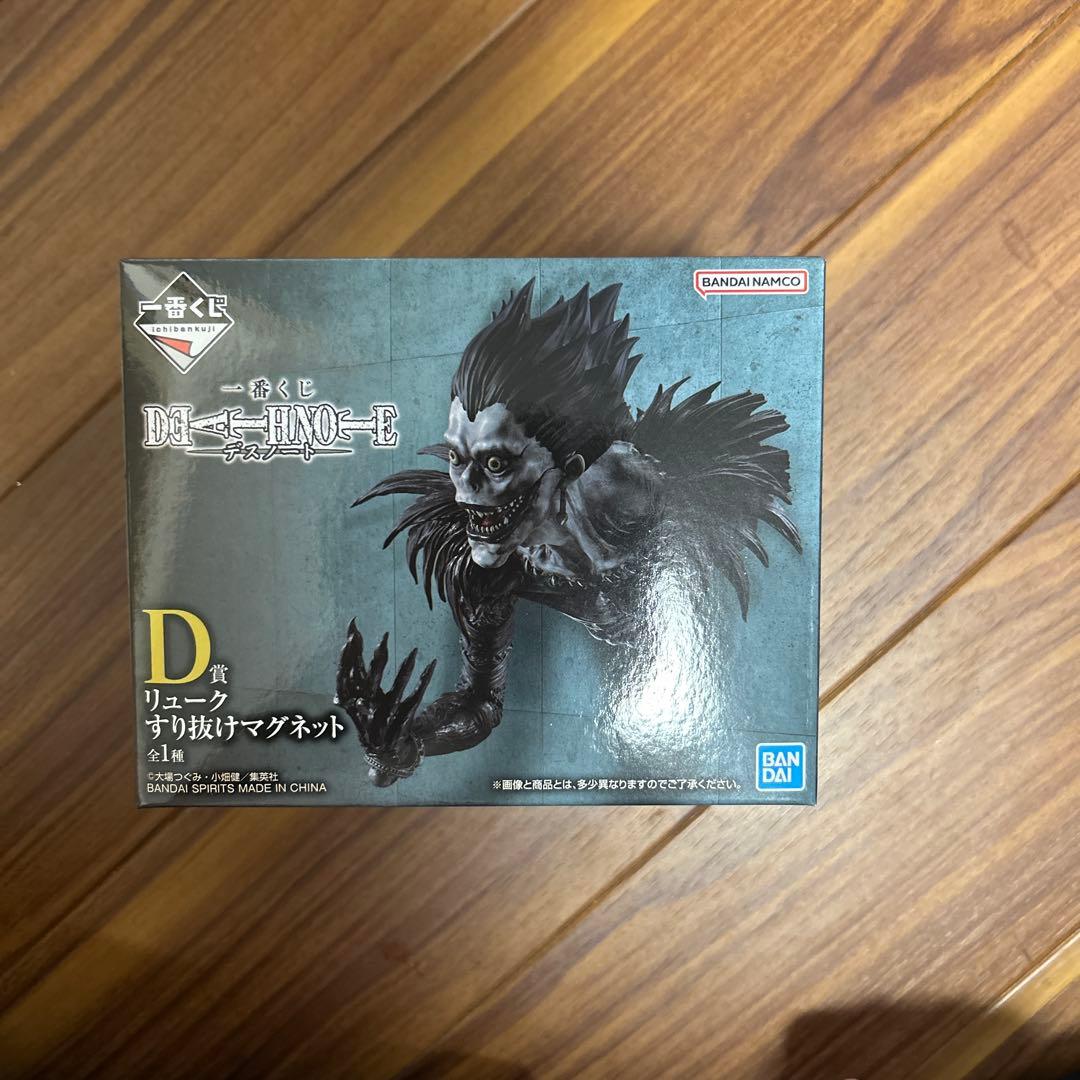 一番くじ
ichibankuji
BANDAI NAMCO
一番くじ
DEATH NOTE
デスノート
D賞
リューク
すり抜けマグネット
全1種
©大場つぐみ・小畑健／集英社
BANDAI SPIRITS MADE IN CHINA
※画像と商品とは、多少異なりますのでご了承ください。
BAN
DAI